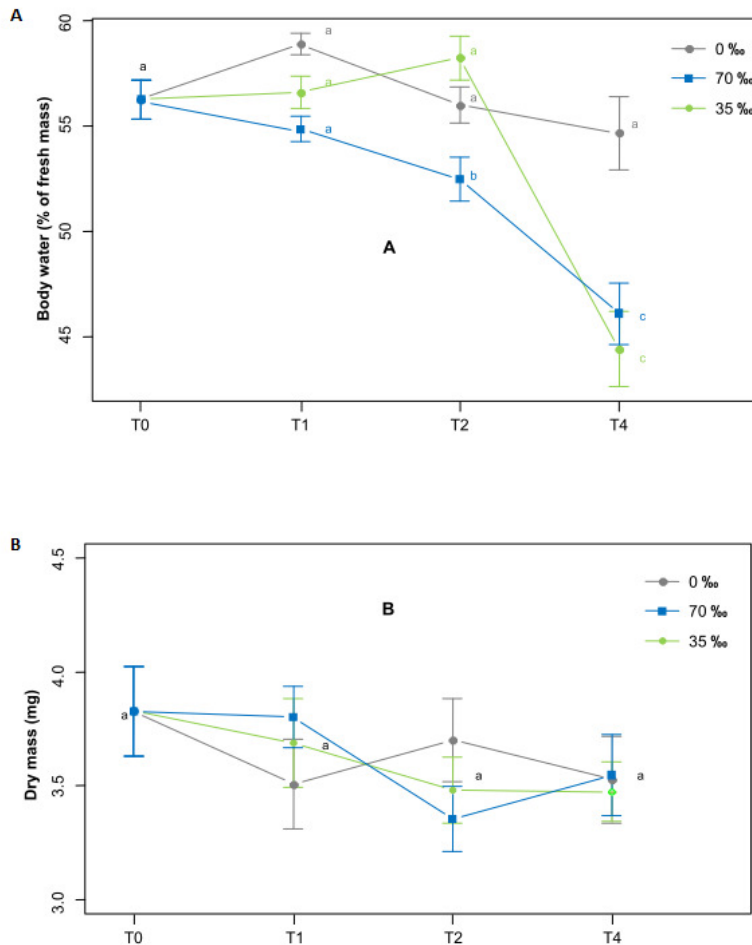 A
60
55
50
45
Body water (% of fresh mass)
a
a
a
a
a
a
b
a
c
c
A
0 ‰
70 ‰
35 ‰
T0
T1
T2
T4
B
4.5
4.0
3.5
3.0
Dry mass (mg)
B
0 ‰
70 ‰
35 ‰
a
a
a
a
T0
T1
T2
T4